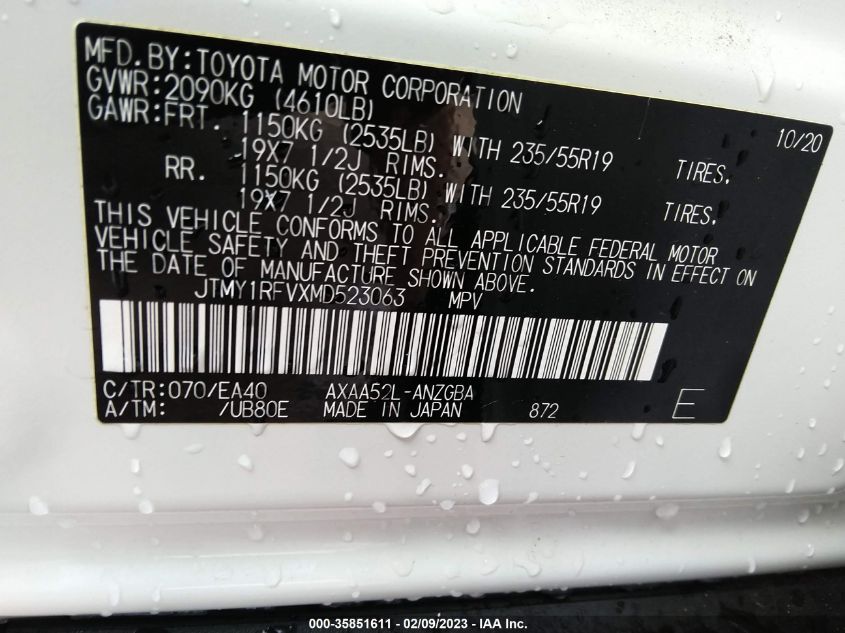 MFD.BY:TOYOTA MOTOR CORPORATION 10/20
GVWR:2090KG (4610LB)
GAWR:FRT. 1150KG (2535LB) WITH 235/55R19 TIRES,
19X7 1/2J RIMS.
RR. 1150KG (2535LB) WITH 235/55R19 TIRES,
19X7 1/2J RIMS.
THIS VEHICLE CONFORMS TO ALL APPLICABLE FEDERAL MOTOR
VEHICLE SAFETY AND THEFT PREVENTION STANDARDS IN EFFECT ON
THE DATE OF MANUFACTURE SHOWN ABOVE.
JTMY1RFVXMD523063 MPV
C/TR:070/EA40 AXAA52L-ANZGBA
A/TM: /UB80E MADE IN JAPAN 872 E
000-35851611 - 02/09/2023 - IAA Inc.